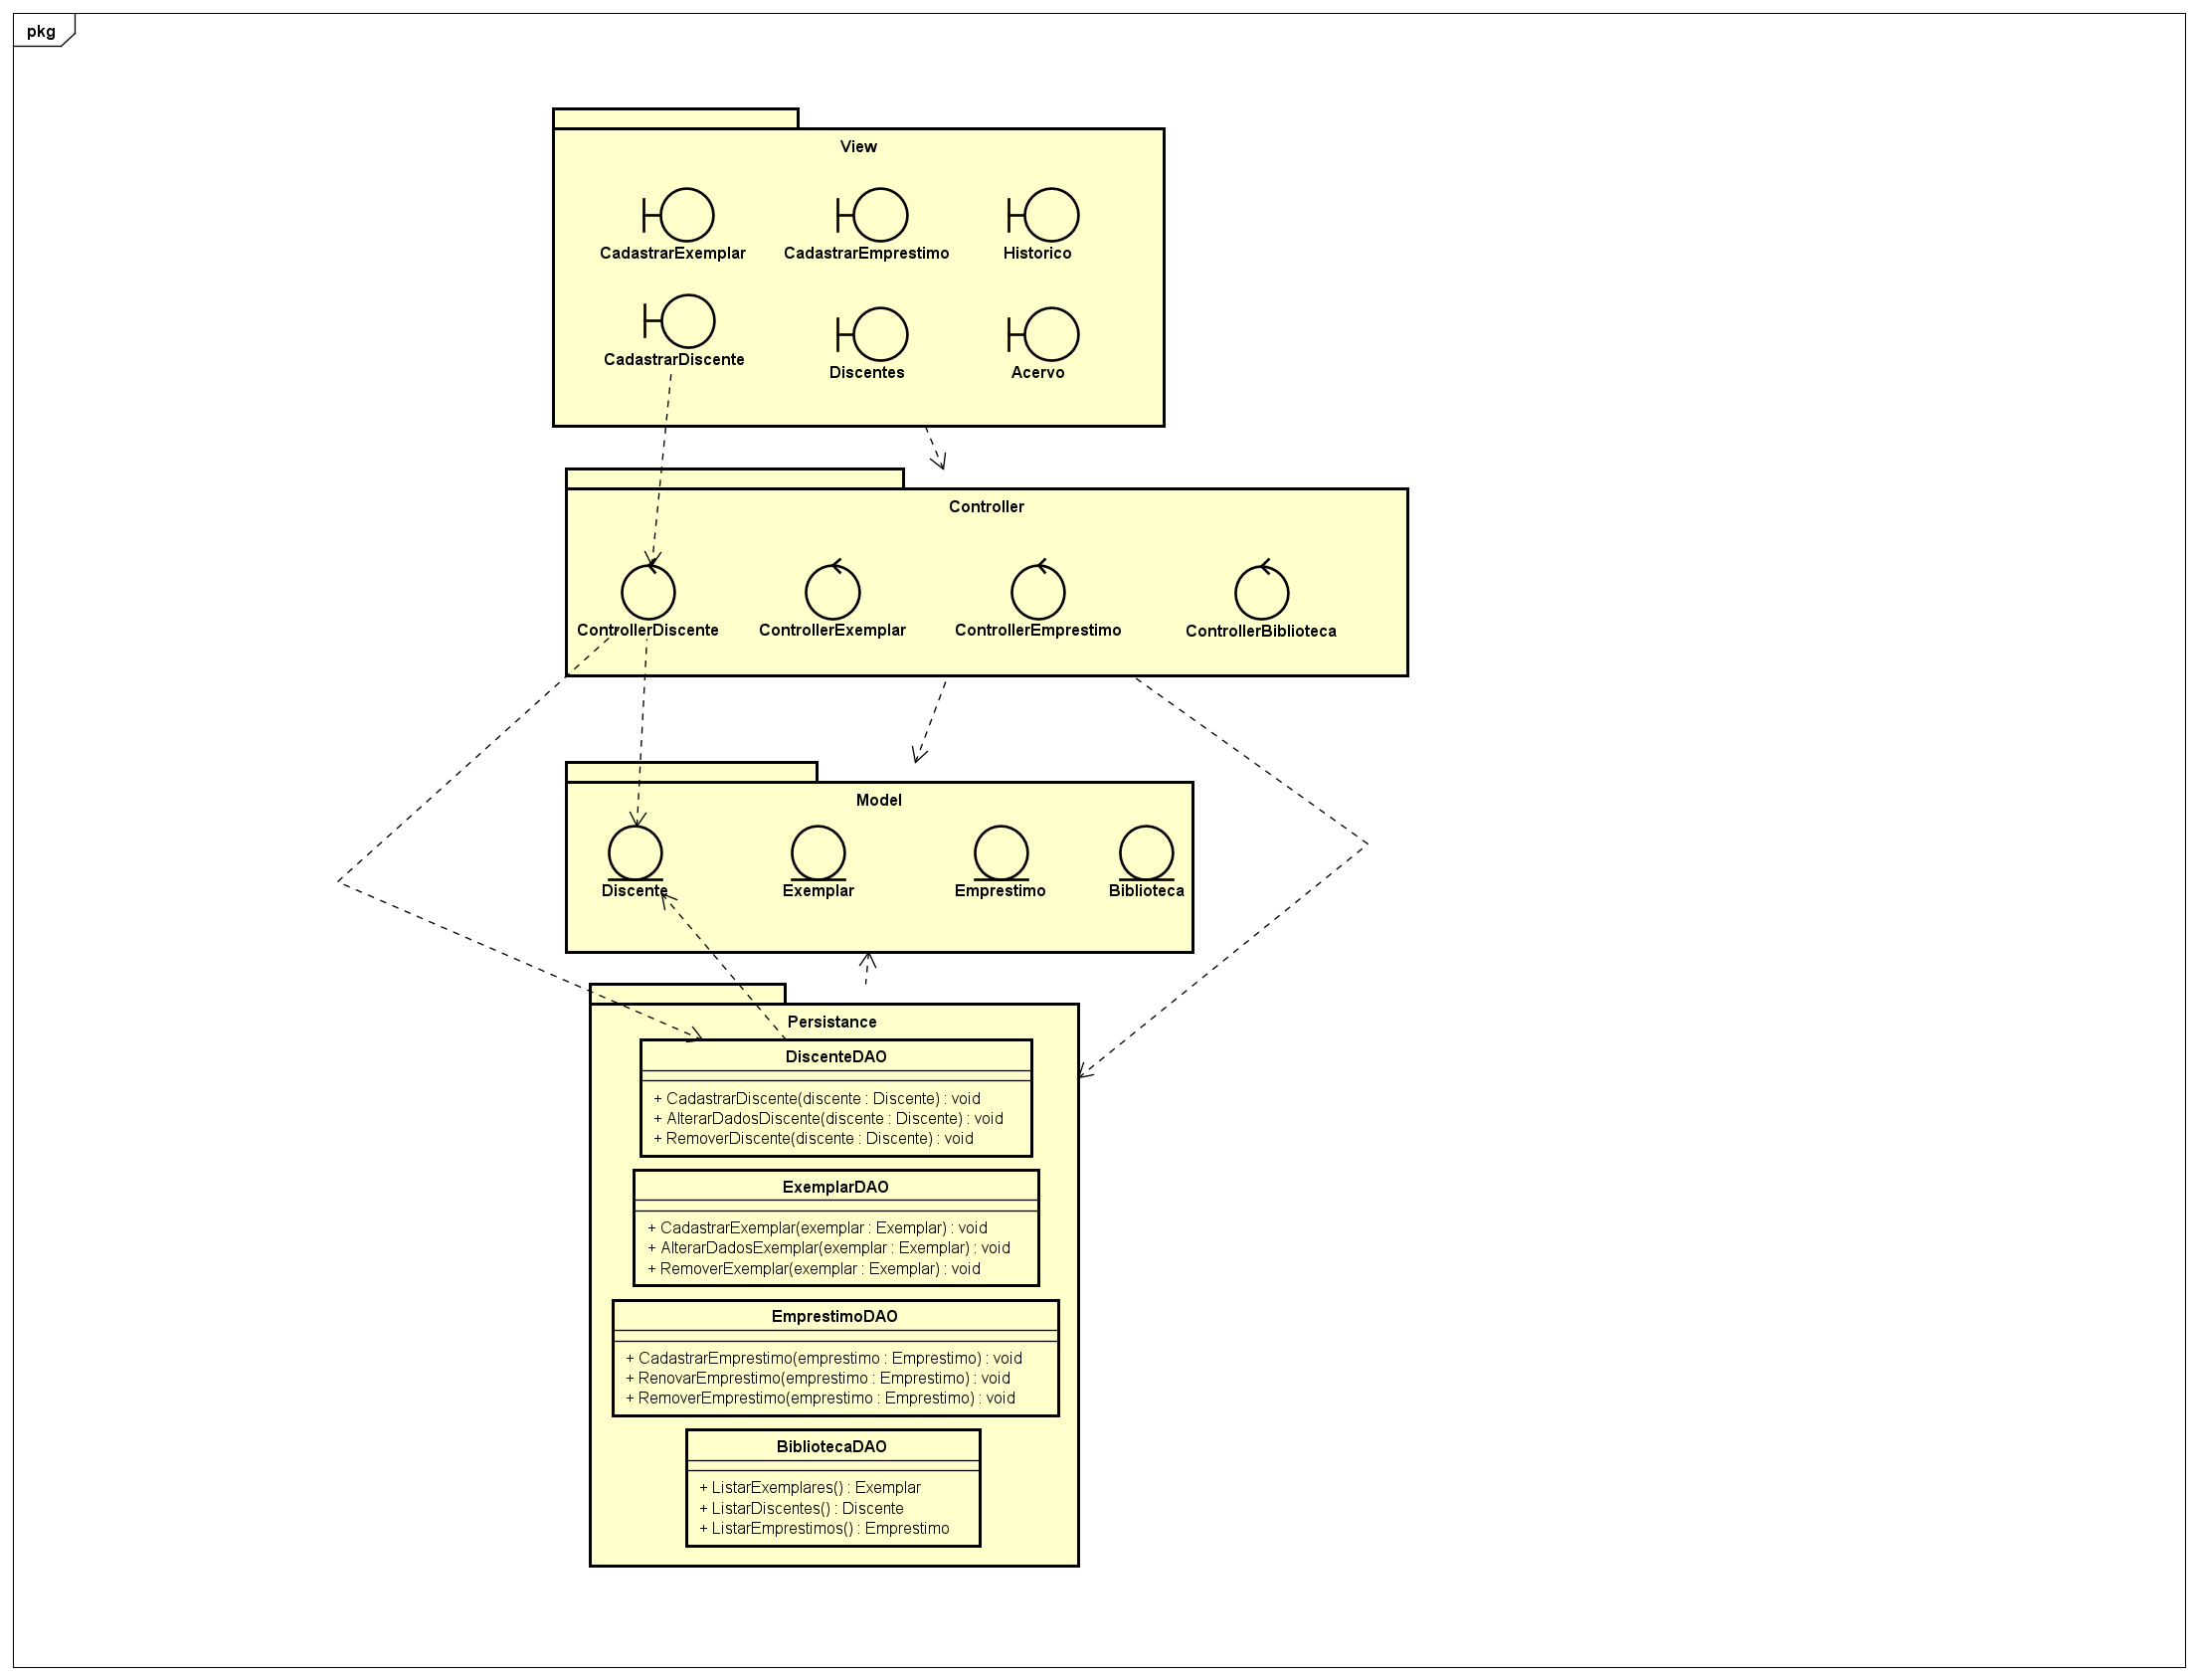 pkg
View
CadastrarExemplar
CadastrarEmprestimo
Historico
CadastrarDiscente
Discentes
Acervo
Controller
ControllerDiscente
ControllerExemplar
ControllerEmprestimo
ControllerBiblioteca
Model
Discente
Exemplar
Emprestimo
Biblioteca
Persistance
DiscenteDAO
+ CadastrarDiscente(discente : Discente) : void
+ AlterarDadosDiscente(discente : Discente) : void
+ RemoverDiscente(discente : Discente) : void
ExemplarDAO
+ CadastrarExemplar(exemplar : Exemplar) : void
+ AlterarDadosExemplar(exemplar : Exemplar) : void
+ RemoverExemplar(exemplar : Exemplar) : void
EmprestimoDAO
+ CadastrarEmprestimo(emprestimo : Emprestimo) : void
+ RenovarEmprestimo(emprestimo : Emprestimo) : void
+ RemoverEmprestimo(emprestimo : Emprestimo) : void
BibliotecaDAO
+ ListarExemplares() : Exemplar
+ ListarDiscentes() : Discente
+ ListarEmprestimos() : Emprestimo